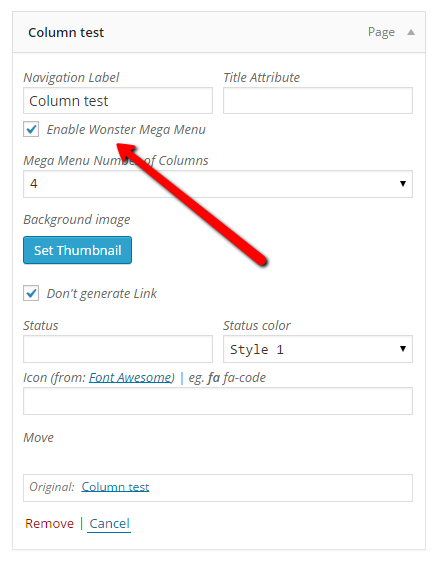 Column test Page
Navigation Label Title Attribute
Column test
Enable Wonster Mega Menu
Mega Menu Number of Columns
4
Background image
Set Thumbnail
Don't generate Link
Status Status color
Style 1
Icon (from: Font Awesome) | eg. fa fa-code
Move
Original: Column test
Remove | Cancel